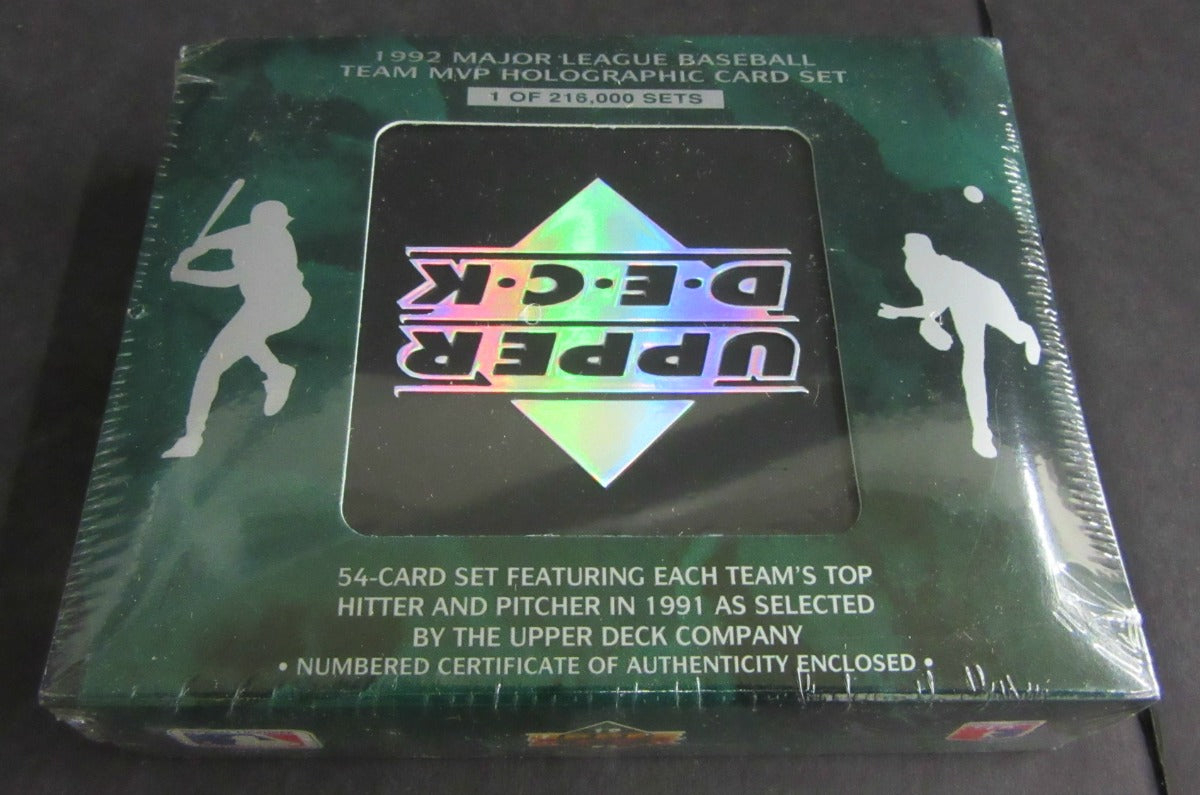 1992 MAJOR LEAGUE BASEBALL
TEAM MVP HOLOGRAPHIC CARD SET
1 OF 216,000 SETS
UPPER
D·E·C·K
54-CARD SET FEATURING EACH TEAM'S TOP
HITTER AND PITCHER IN 1991 AS SELECTED
BY THE UPPER DECK COMPANY
• NUMBERED CERTIFICATE OF AUTHENTICITY ENCLOSED •